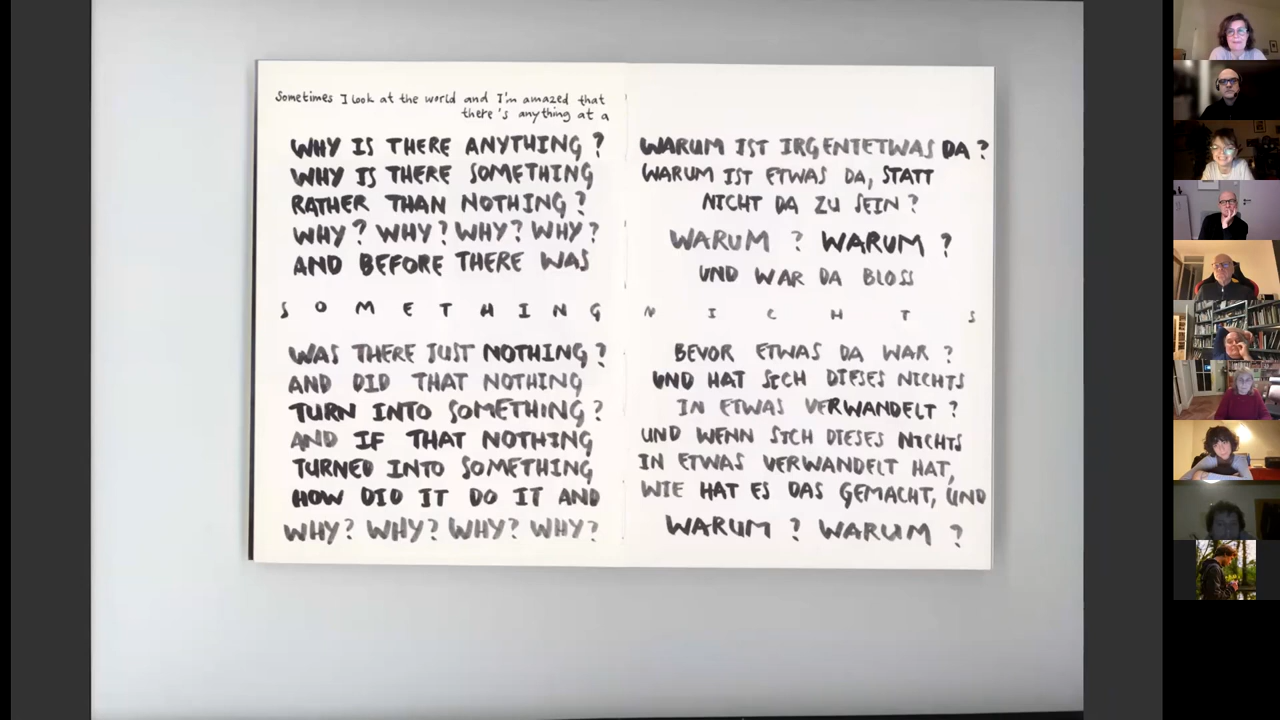 Sometimes I look at the world and I'm amazed that
there's anything at a
WHY IS THERE ANYTHING?
WHY IS THERE SOMETHING
RATHER THAN NOTHING?
WHY? WHY? WHY? WHY?
AND BEFORE THERE WAS
SOMETHING
WAS THERE JUST NOTHING?
AND DID THAT NOTHING
TURN INTO SOMETHING?
AND IF THAT NOTHING
TURNED INTO SOMETHING
HOW DID IT DO IT AND
WHY? WHY? WHY? WHY?
WARUM IST IRGENTETWAS DA?
WARUM IST ETWAS DA, STATT
NICHT DA ZU SEIN?
WARUM? WARUM?
UND WAR DA BLOSS
NICHTS
BEVOR ETWAS DA WAR?
UND HAT SICH DIESES NICHTS
IN ETWAS VERWANDELT?
UND WENN SICH DIESES NICHTS
IN ETWAS VERWANDELT HAT,
WIE HAT ES DAS GEMACHT, UND
WARUM? WARUM?